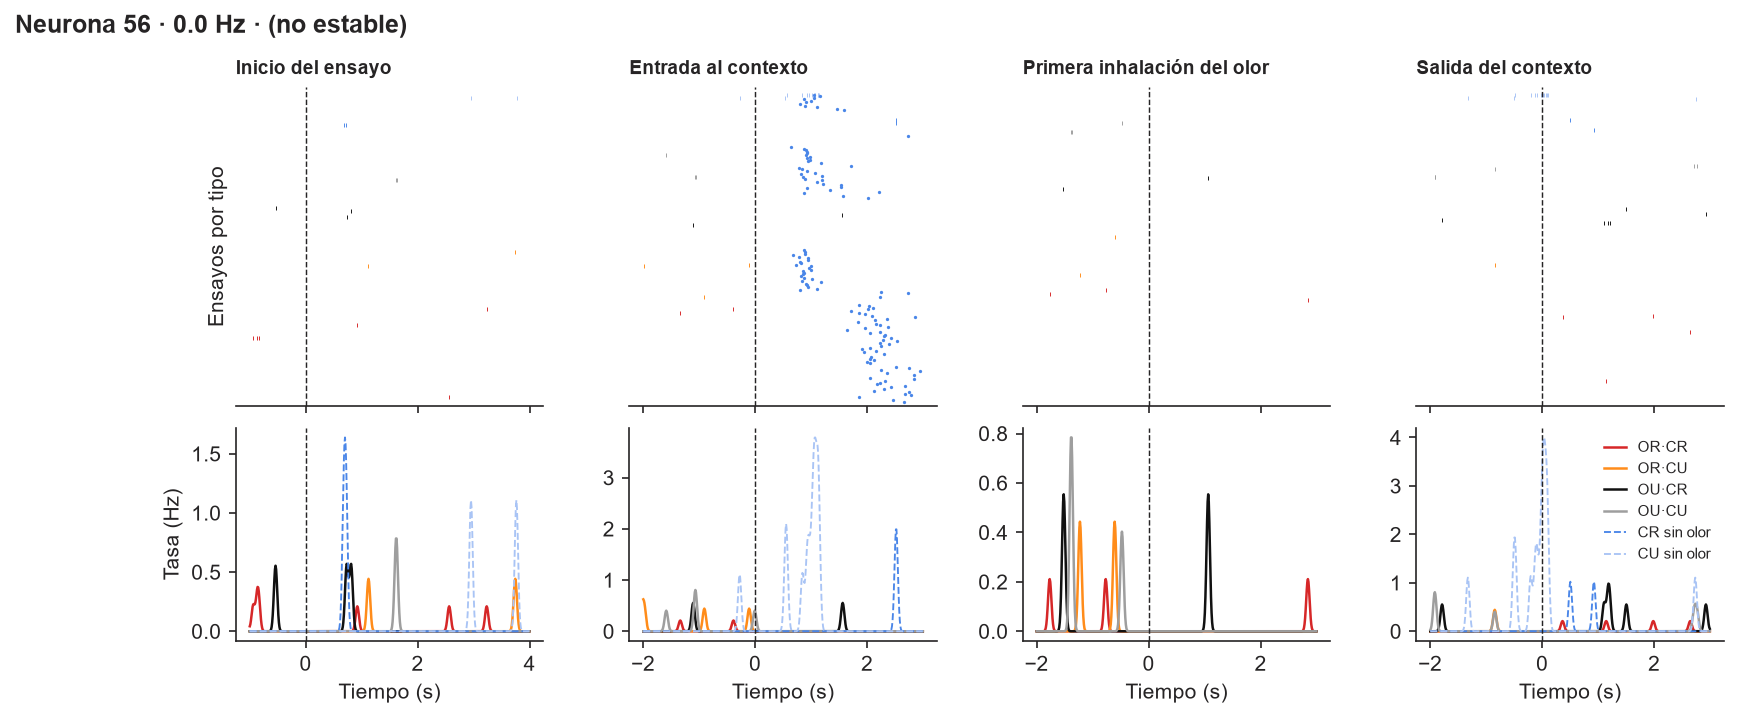 Neurona 56 · 0.0 Hz · (no estable)
Inicio del ensayo
Entrada al contexto
Primera inhalación del olor
Salida del contexto
Ensayos por tipo
Tasa (Hz)
1.5
1.0
0.5
0.0
0
2
4
Tiempo (s)
3
2
1
0
−2
0
2
Tiempo (s)
0.8
0.6
0.4
0.2
0.0
−2
0
2
Tiempo (s)
4
3
2
1
0
−2
0
2
Tiempo (s)
OR·CR
OR·CU
OU·CR
OU·CU
CR sin olor
CU sin olor